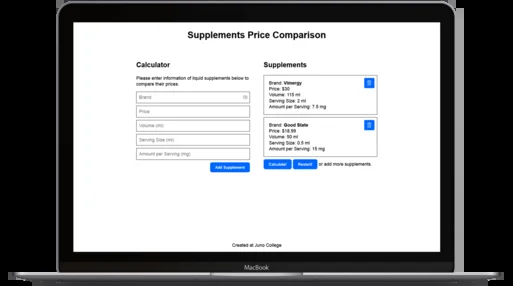 Supplements Price Comparison
Calculator
Please enter information of liquid supplements below to
compare their prices.
Brand
Price
Volume (ml)
Serving Size (ml)
Amount per Serving (mg)
Add Supplement
Supplements
Brand: Vimergy
Price: $30
Volume: 115 ml
Serving Size: 2 ml
Amount per Serving: 7.5 mg
Brand: Good State
Price: $18.99
Volume: 50 ml
Serving Size: 0.5 ml
Amount per Serving: 15 mg
Calculate Restart or add more supplements.
Created at Juno College
MacBook